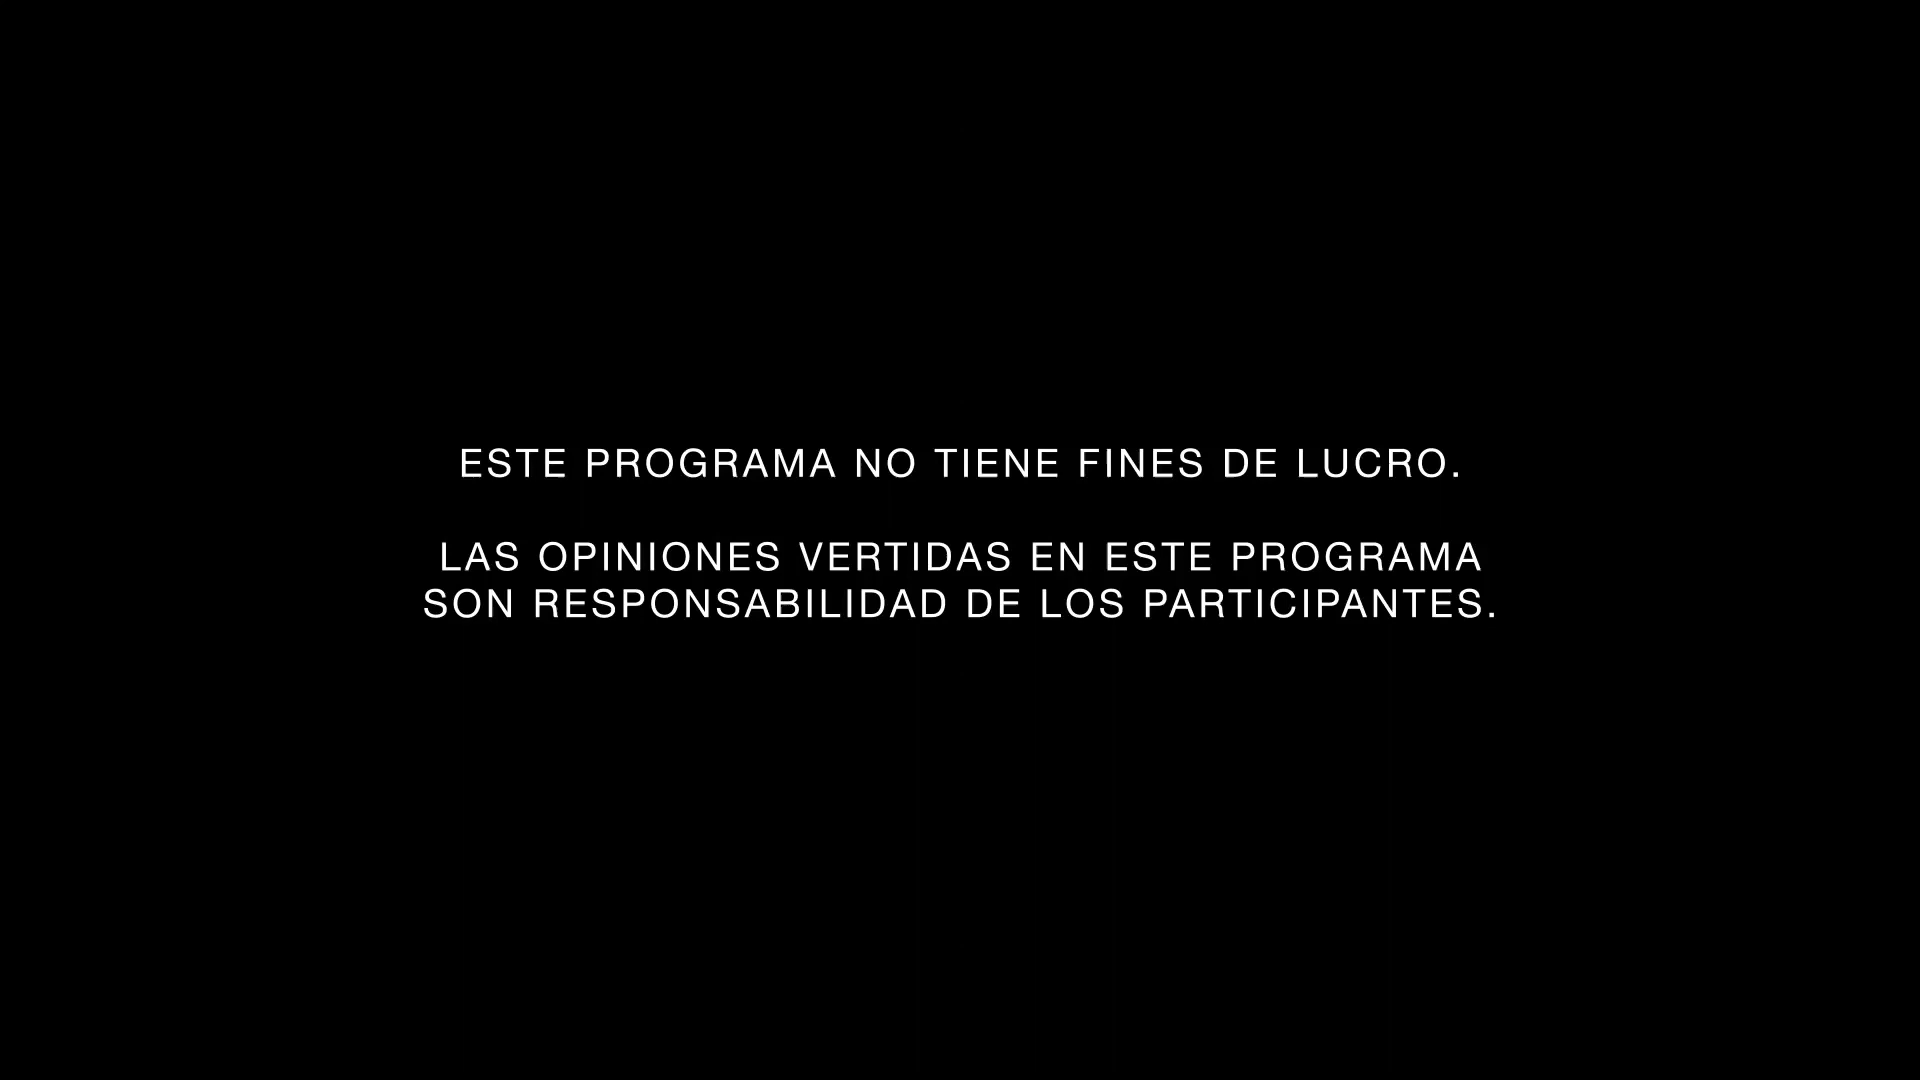 ESTE PROGRAMA NO TIENE FINES DE LUCRO.
LAS OPINIONES VERTIDAS EN ESTE PROGRAMA
SON RESPONSABILIDAD DE LOS PARTICIPANTES.